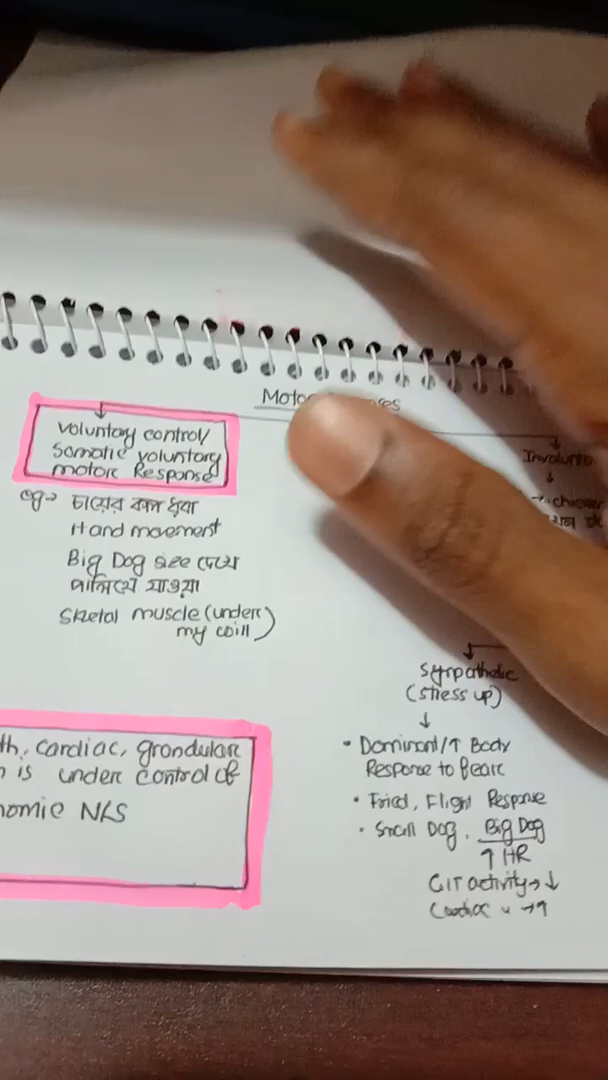 Motor
voluntary control/
somatic voluntary
motor Response
eg → চায়ের কাপ ধরা
Hand movement
Big Dog size দেখে
পালিয়ে যাওয়া
Skeletal muscle (under
my will)
Involunta
Sympathetic
(stress up)
• Dominant/↑ Body
Response to fear
• Flight Response
• Small Dog, Big Dog
↑ HR
GIT activity → ↓
Cardiac " → ↑
th, cardiac, grandular
is under control of
nomic N/S